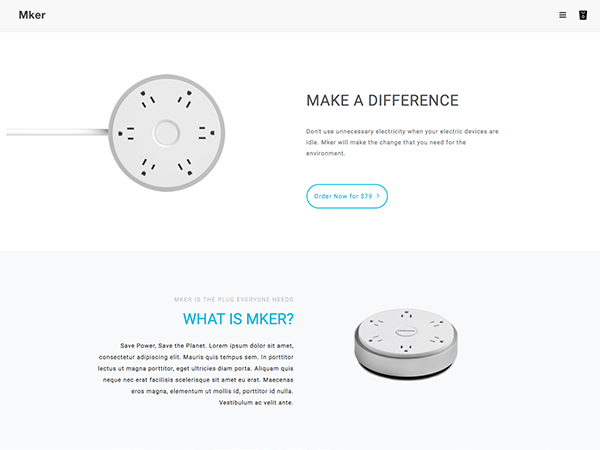 Mker
MAKE A DIFFERENCE
Don't use unnecessary electricity when your electric devices are
idle. Mker will make the change that you need for the
environment.
Order Now for $79 >
MKER IS THE PLUG EVERYONE NEEDS
WHAT IS MKER?
Save Power, Save the Planet. Lorem ipsum dolor sit amet,
consectetur adipiscing elit. Mauris quis tempus sem. In porttitor
lectus ut magna porttitor, eget ultricies diam porta. Aliquam quis
neque nec erat facilisis scelerisque sit amet eu erat. Maecenas
eros magna, elementum ut mollis id, porttitor id nulla.
Vestibulum ac velit ante.